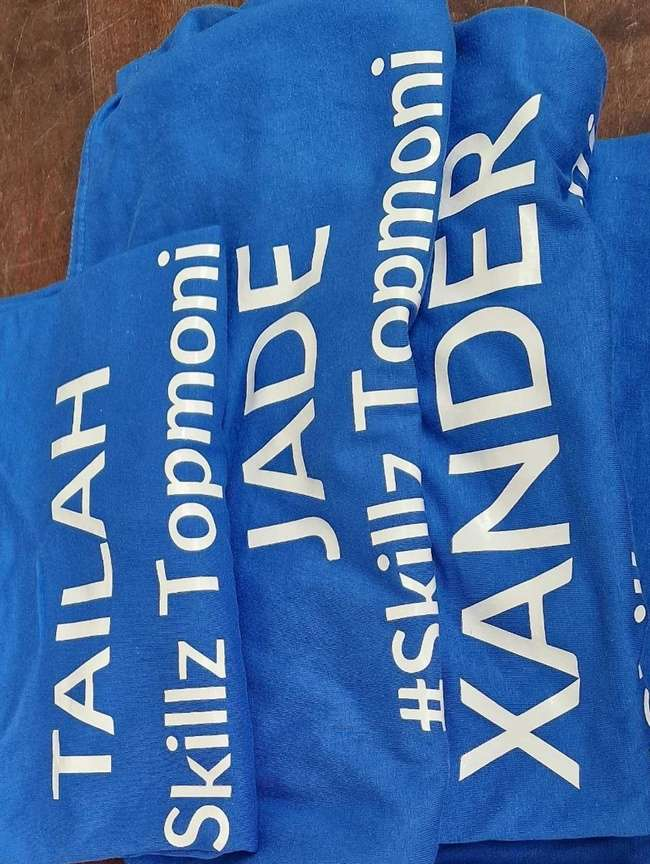 TAILAH
Skillz Topmoni
JADE
#Skillz Topmoni
XANDER